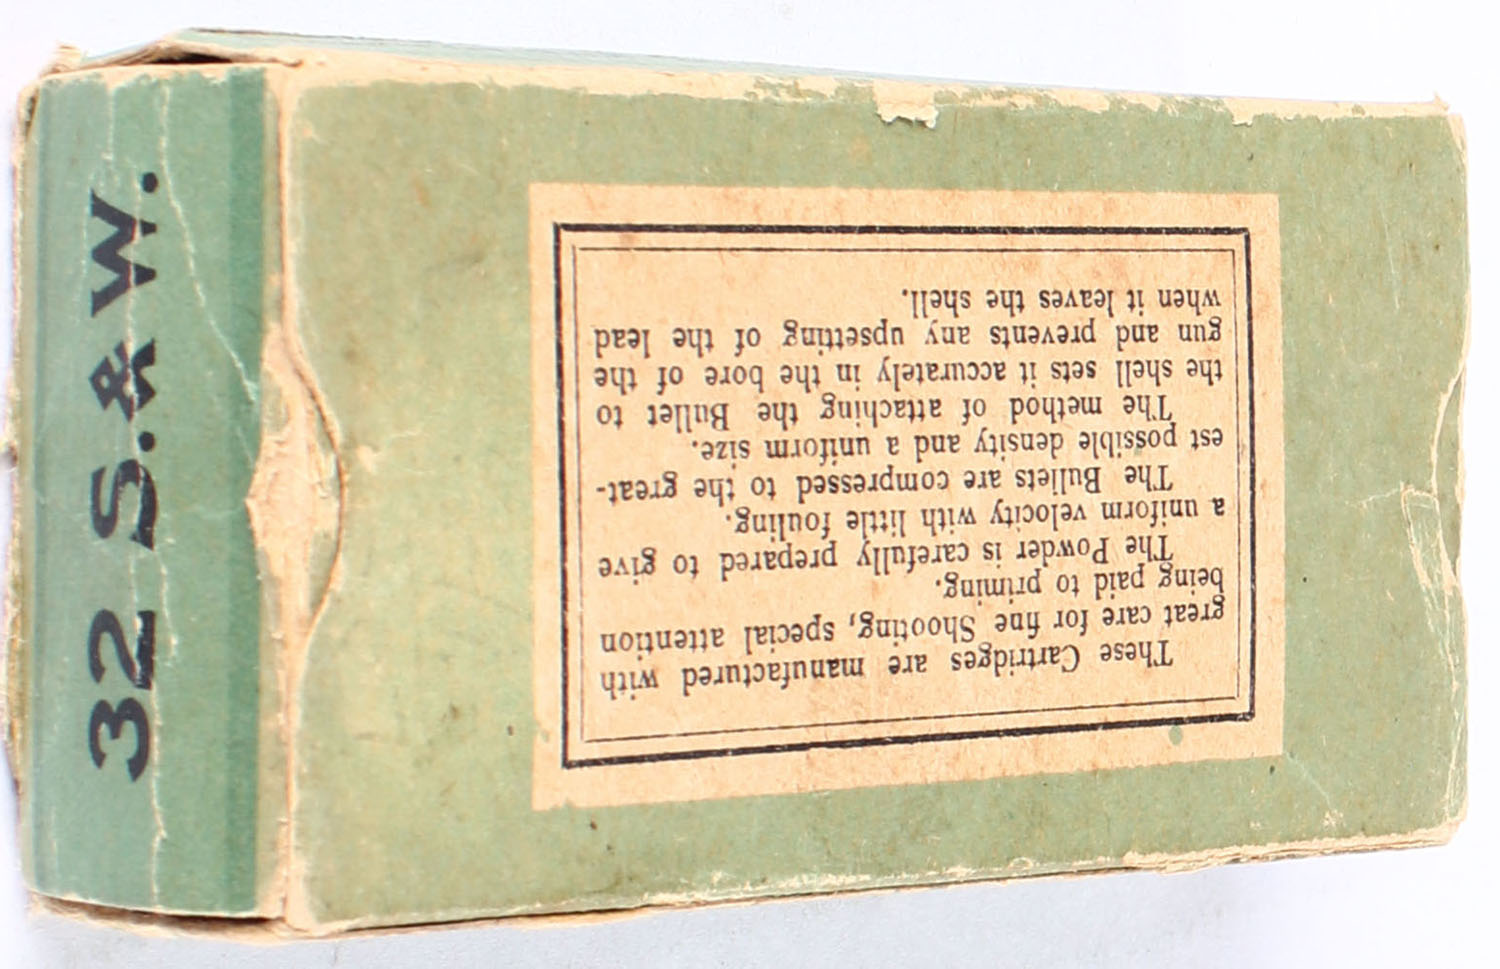 32 S.&W.
These Cartridges are manufactured with
great care for fine Shooting, special attention
being paid to priming.
The Powder is carefully prepared to give
a uniform velocity with little fouling.
The Bullets are compressed to the great-
est possible density and a uniform size.
The method of attaching the Bullet to
the shell sets it accurately in the bore of the
gun and prevents any upsetting of the lead
when it leaves the shell.